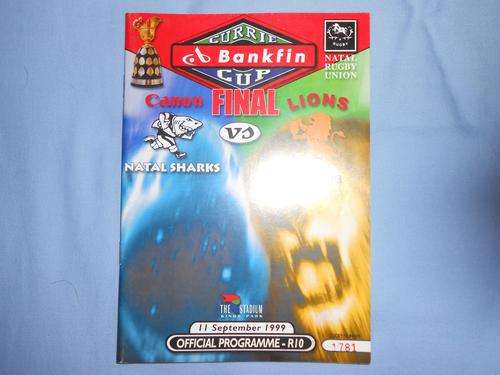 CURRIE
Bankfin
CUP
RUGBY
NATAL
RUGBY
UNION
Canon FINAL LIONS
VS
NATAL SHARKS
THE STADIUM
KINGS PARK
11 September 1999
OFFICIAL PROGRAMME - R10
1781